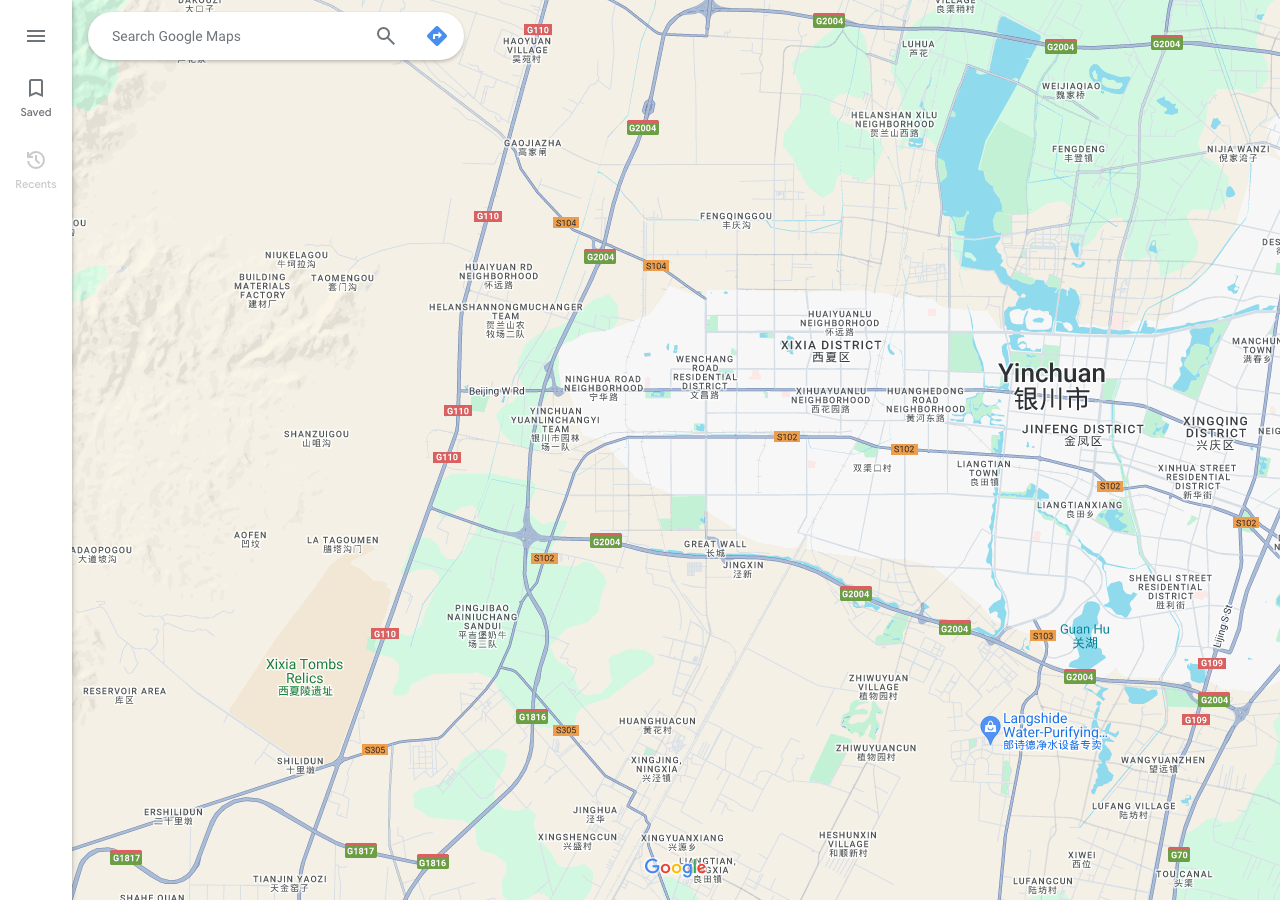 Search Google Maps
Saved
Recents
DAKOUZI
大口子
G110
HAOYUAN
VILLAGE
昊苑村
G2004
VILLAGE
良渠稍村
LUHUA
芦花
G2004
G2004
WEIJIAQIAO
魏家桥
G2004
HELANSHAN XILU
NEIGHBORHOOD
贺兰山西路
GAOJIAZHA
高家闸
FENGDENG
丰登镇
NIJIA WANZI
倪家湾子
G110
S104
FENGQINGGOU
丰庆沟
OU
沟
NIUKELAGOU
牛坷拉沟
G2004
S104
BUILDING
MATERIALS
FACTORY
建材厂
TAOMENGOU
套门沟
HUAIYUAN RD
NEIGHBORHOOD
怀远路
DES
HELANSHANNONGMUCHANGER
TEAM
贺兰山农
牧场二队
HUAIYUANLU
NEIGHBORHOOD
怀远路
XIXIA DISTRICT
西夏区
MANCHUN
TOWN
满春乡
WENCHANG
ROAD
RESIDENTIAL
DISTRICT
文昌路
Yinchuan
银川市
Beijing W Rd
NINGHUA ROAD
NEIGHBORHOOD
宁华路
XIHUAYUANLU
NEIGHBORHOOD
西花园路
HUANGHEDONG
ROAD
NEIGHBORHOOD
黄河东路
G110
YINCHUAN
YUANLINCHANGYI
TEAM
银川市园林
场一队
JINFENG DISTRICT
金凤区
XINGQING
DISTRICT
兴庆区
NEIG
SHANZUIGOU
山咀沟
S102
S102
G110
双渠口村
LIANGTIAN
TOWN
良田镇
XINHUA STREET
RESIDENTIAL
DISTRICT
新华街
S102
LIANGTIANXIANG
良田乡
S102
AOFEN
凹坟
LA TAGOUMEN
臈塔沟门
G2004
GREAT WALL
长城
DAOPOGOU
大道坡沟
S102
JINGXIN
泾新
SHENGLI STREET
RESIDENTIAL
DISTRICT
胜利街
G2004
PINGJIBAO
NAINIUCHANG
SANDUI
平吉堡奶牛
场三队
G110
G2004
S103
Guan Hu
关湖
Lijing S St
G109
Xixia Tombs
Relics
西夏陵遗址
G2004
RESERVOIR AREA
库区
ZHIWUYUAN
VILLAGE
植物园村
G2004
G1816
HUANGHUACUN
黄花村
Langshide
Water-Purifying...
郎诗德净水设备专卖
G109
S305
S305
ZHIWUYUANCUN
植物园村
SHILIDUN
十里墩
XINGJING,
NINGXIA
兴泾镇
WANGYUANZHEN
望远镇
ERSHILIDUN
二十里墩
JINGHUA
泾华
LUFANG VILLAGE
陆坊村
XINGSHENGCUN
兴盛村
XINGYUANXIANG
兴源乡
HESHUNXIN
VILLAGE
和顺新村
G1817
G1817
G1816
XIWEI
西位
G70
Google
LIANGTIAN,
良田镇
TIANJIN YAOZI
天金窑子
LUFANGCUN
陆坊村
TOU CANAL
头渠
SHAHE QUAN